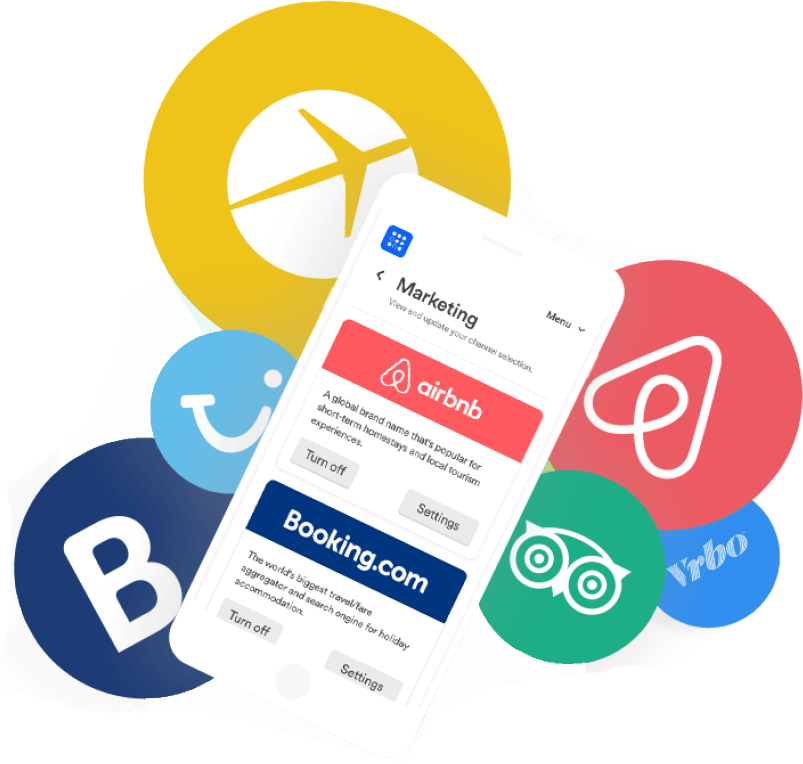 Marketing
Menu
View and update your channel selection.
airbnb
A global brand name that's popular for
short-term homestays and local tourism
experiences.
Turn off
Settings
Booking.com
The world's biggest travel/fare
aggregator and search engine for holiday
accommodation.
Turn off
Settings
B
Vrbo